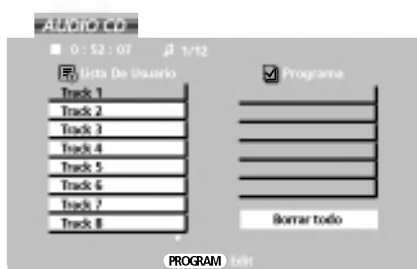 AUDIO CD
0 : 52 : 07 1/12
Lista De Usuario
Track 1
Track 2
Track 3
Track 4
Track 5
Track 6
Track 7
Track 8
Programa
Borrar todo
PROGRAM Edit